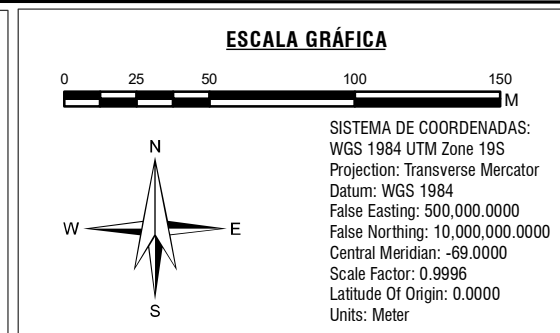 ESCALA GRÁFICA
0 25 50 100 150
M
SISTEMA DE COORDENADAS:
WGS 1984 UTM Zone 19S
Projection: Transverse Mercator
Datum: WGS 1984
False Easting: 500,000.0000
False Northing: 10,000,000.0000
Central Meridian: -69.0000
Scale Factor: 0.9996
Latitude Of Origin: 0.0000
Units: Meter
N
W E
S